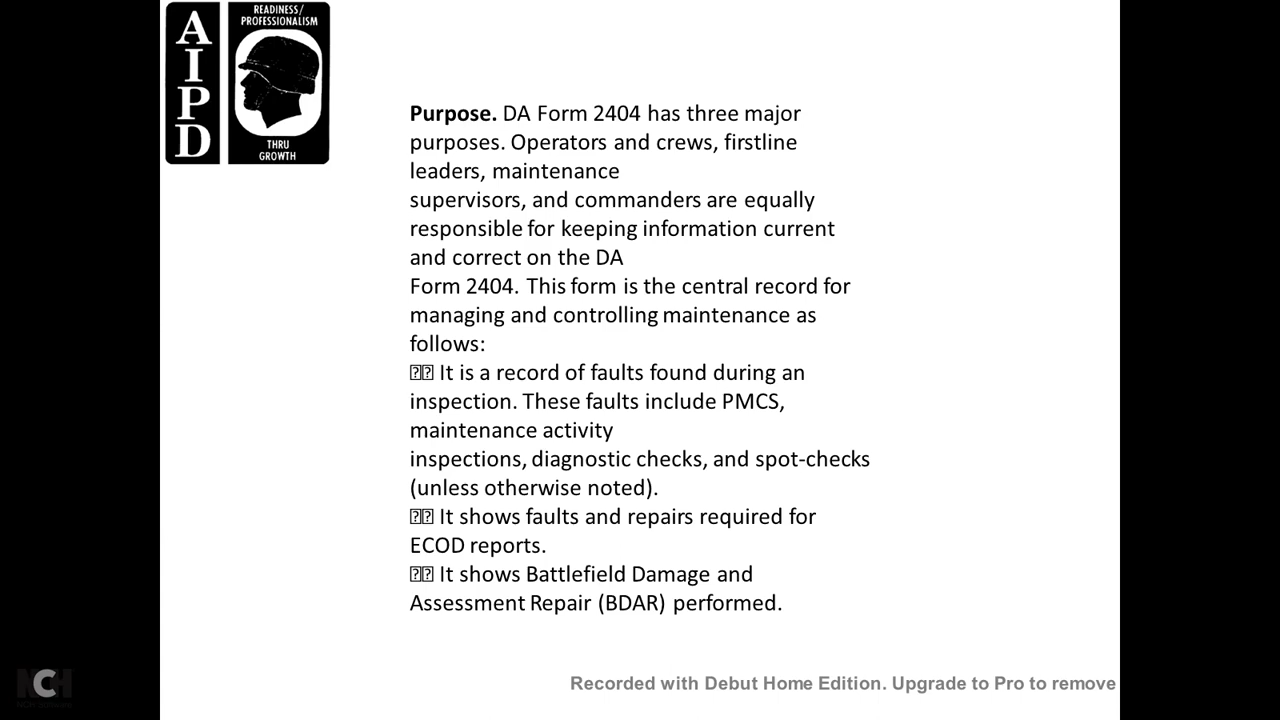 AIPD
READINESS/
PROFESSIONALISM
THRU
GROWTH
Purpose. DA Form 2404 has three major
purposes. Operators and crews, firstline
leaders, maintenance
supervisors, and commanders are equally
responsible for keeping information current
and correct on the DA
Form 2404. This form is the central record for
managing and controlling maintenance as
follows:
⍰⍰ It is a record of faults found during an
inspection. These faults include PMCS,
maintenance activity
inspections, diagnostic checks, and spot-checks
(unless otherwise noted).
⍰⍰ It shows faults and repairs required for
ECOD reports.
⍰⍰ It shows Battlefield Damage and
Assessment Repair (BDAR) performed.
NCH
Recorded with Debut Home Edition. Upgrade to Pro to remove